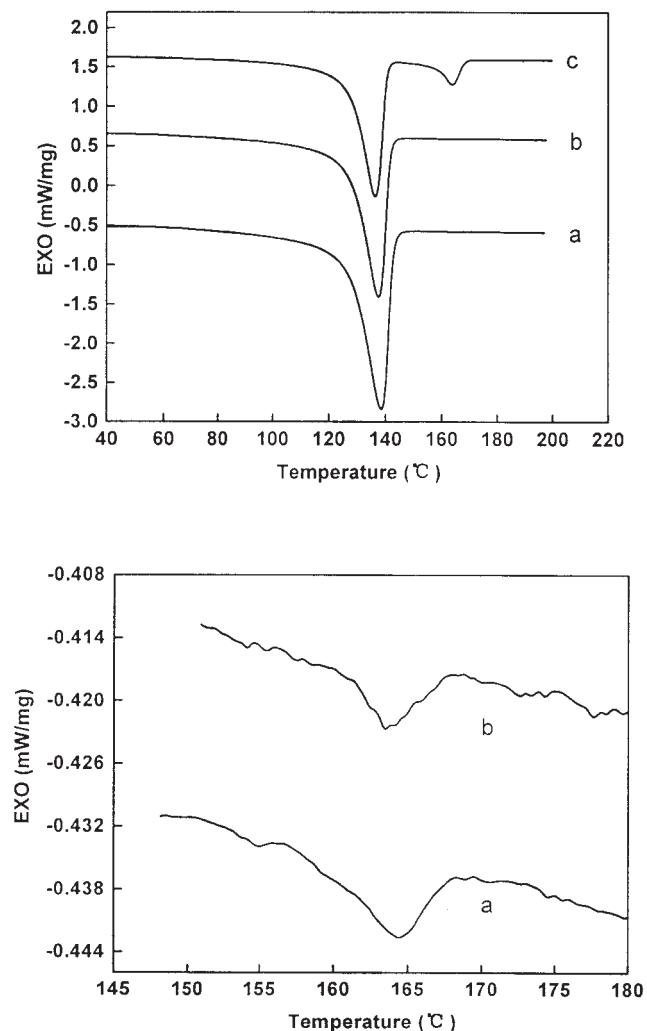 2.0
1.5
1.0
0.5
0.0
-0.5
-1.0
-1.5
-2.0
-2.5
-3.0
EXO (mW/mg)
c
b
a
40 60 80 100 120 140 160 180 200 220
Temperature (℃)
-0.408
-0.414
-0.420
-0.426
-0.432
-0.438
-0.444
EXO (mW/mg)
b
a
145 150 155 160 165 170 175 180
Temperature (℃)